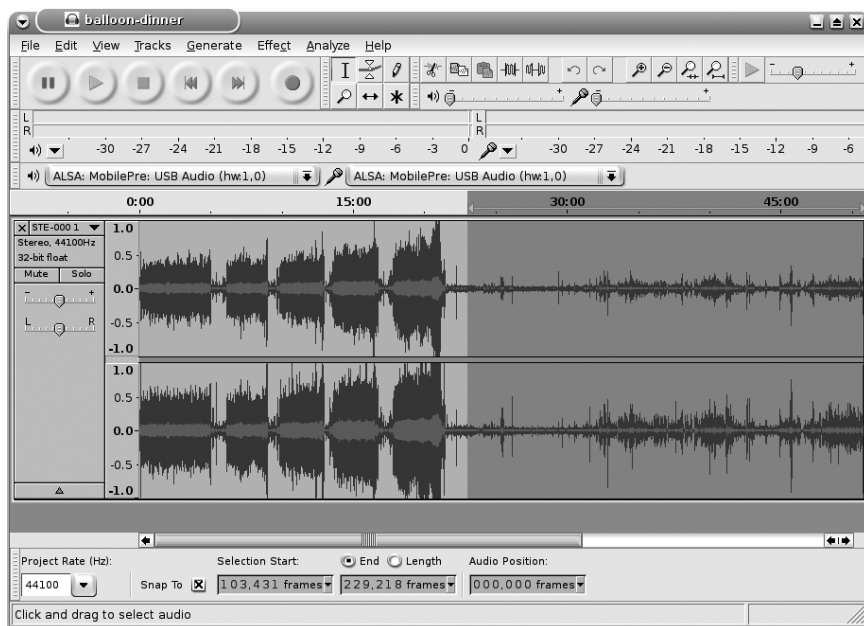 balloon-dinner
File Edit View Tracks Generate Effect Analyze Help
- +
- + - +
L
R
L
R
-30 -27 -24 -21 -18 -15 -12 -9 -6 -3 0 -30 -27 -24 -21 -18 -15 -12 -9 -6
ALSA: MobilePre: USB Audio (hw:1,0) ALSA: MobilePre: USB Audio (hw:1,0)
0:00 15:00 30:00 45:00
X STE-000 1
Stereo, 44100Hz
32-bit float
Mute Solo
- +
L R
1.0
0.5
0.0
-0.5
-1.0
1.0
0.5
0.0
-0.5
-1.0
Project Rate (Hz): Selection Start: End Length Audio Position:
44100 Snap To 103,431 frames 229,218 frames 000,000 frames
Click and drag to select audio